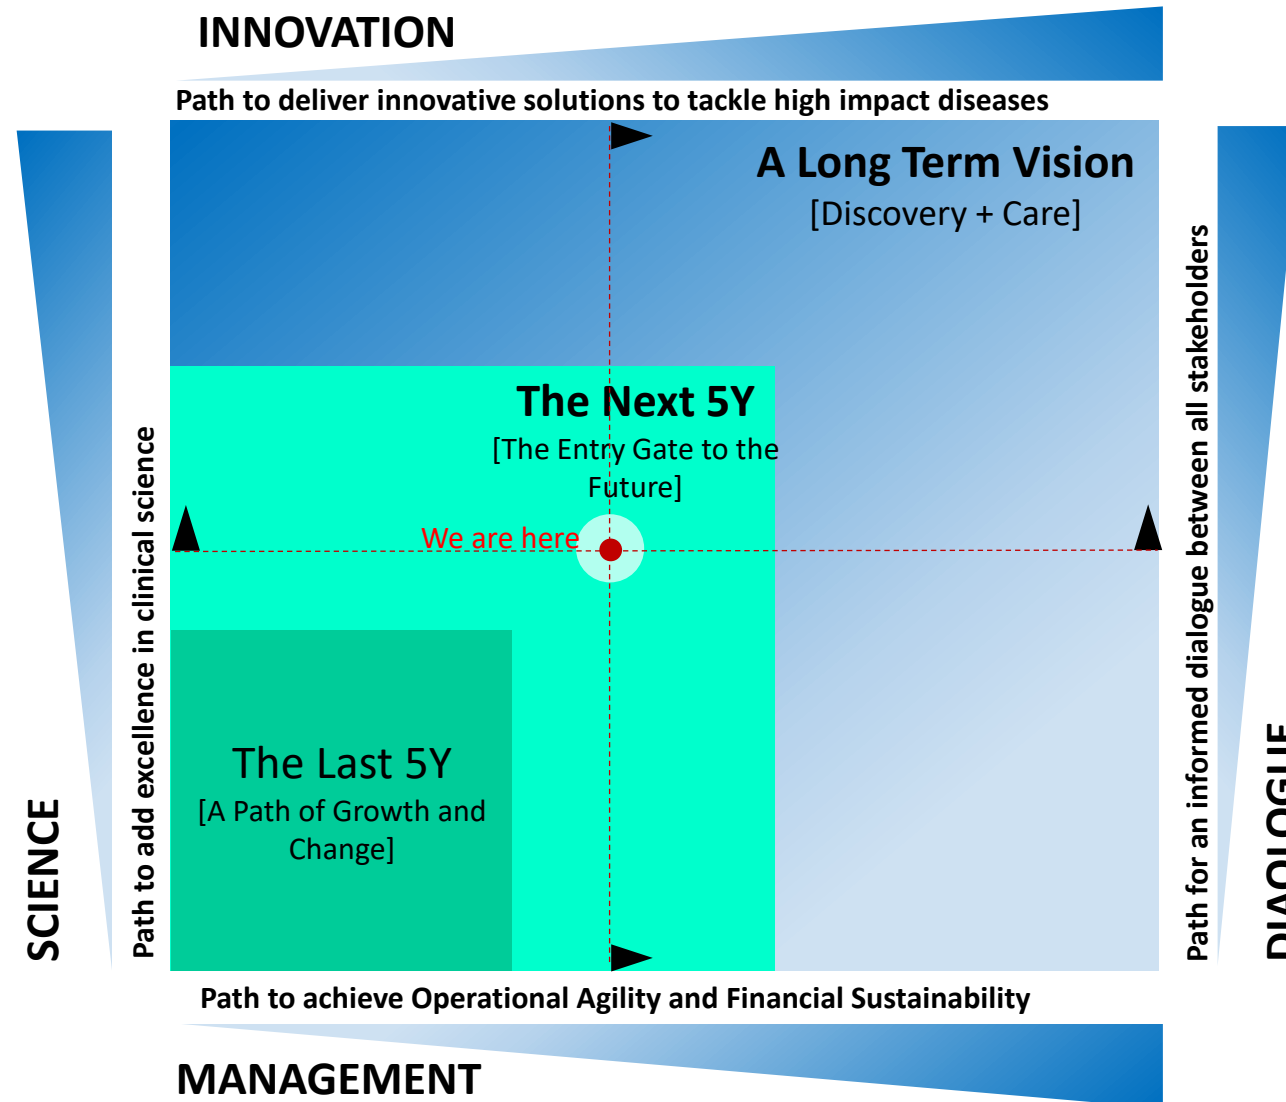 INNOVATION
Path to deliver innovative solutions to tackle high impact diseases
A Long Term Vision
[Discovery + Care]
The Next 5Y
[The Entry Gate to the
Future]
We are here
The Last 5Y
[A Path of Growth and
Change]
SCIENCE
Path to add excellence in clinical science
Path for an informed dialogue between all stakeholders
DIAOLOGUE
Path to achieve Operational Agility and Financial Sustainability
MANAGEMENT